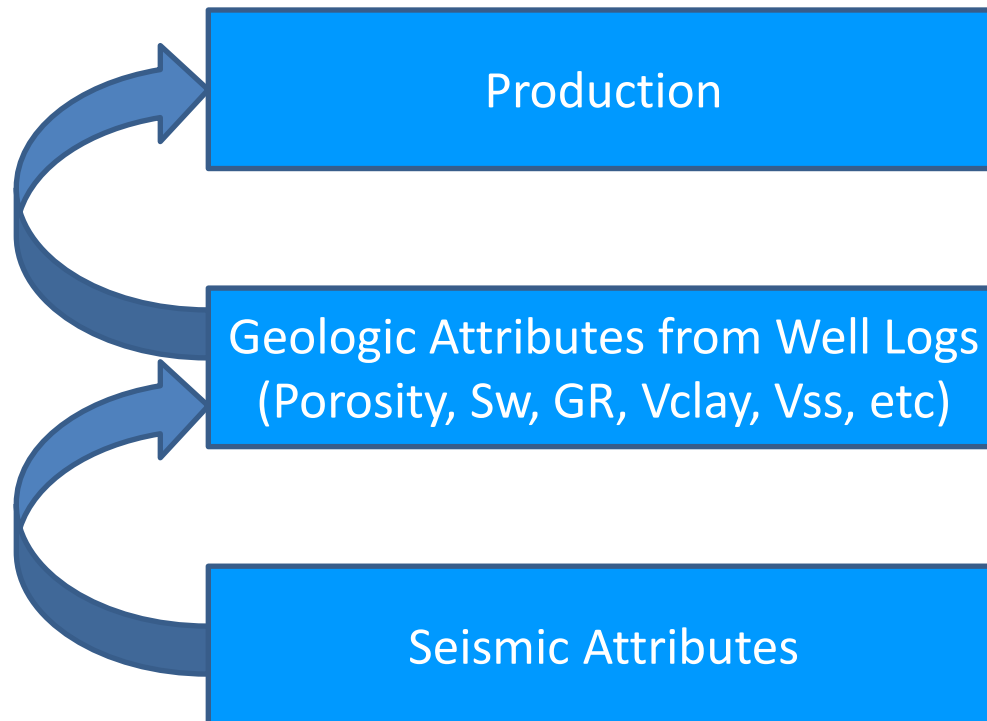 Production
Geologic Attributes from Well Logs
(Porosity, Sw, GR, Vclay, Vss, etc)
Seismic Attributes